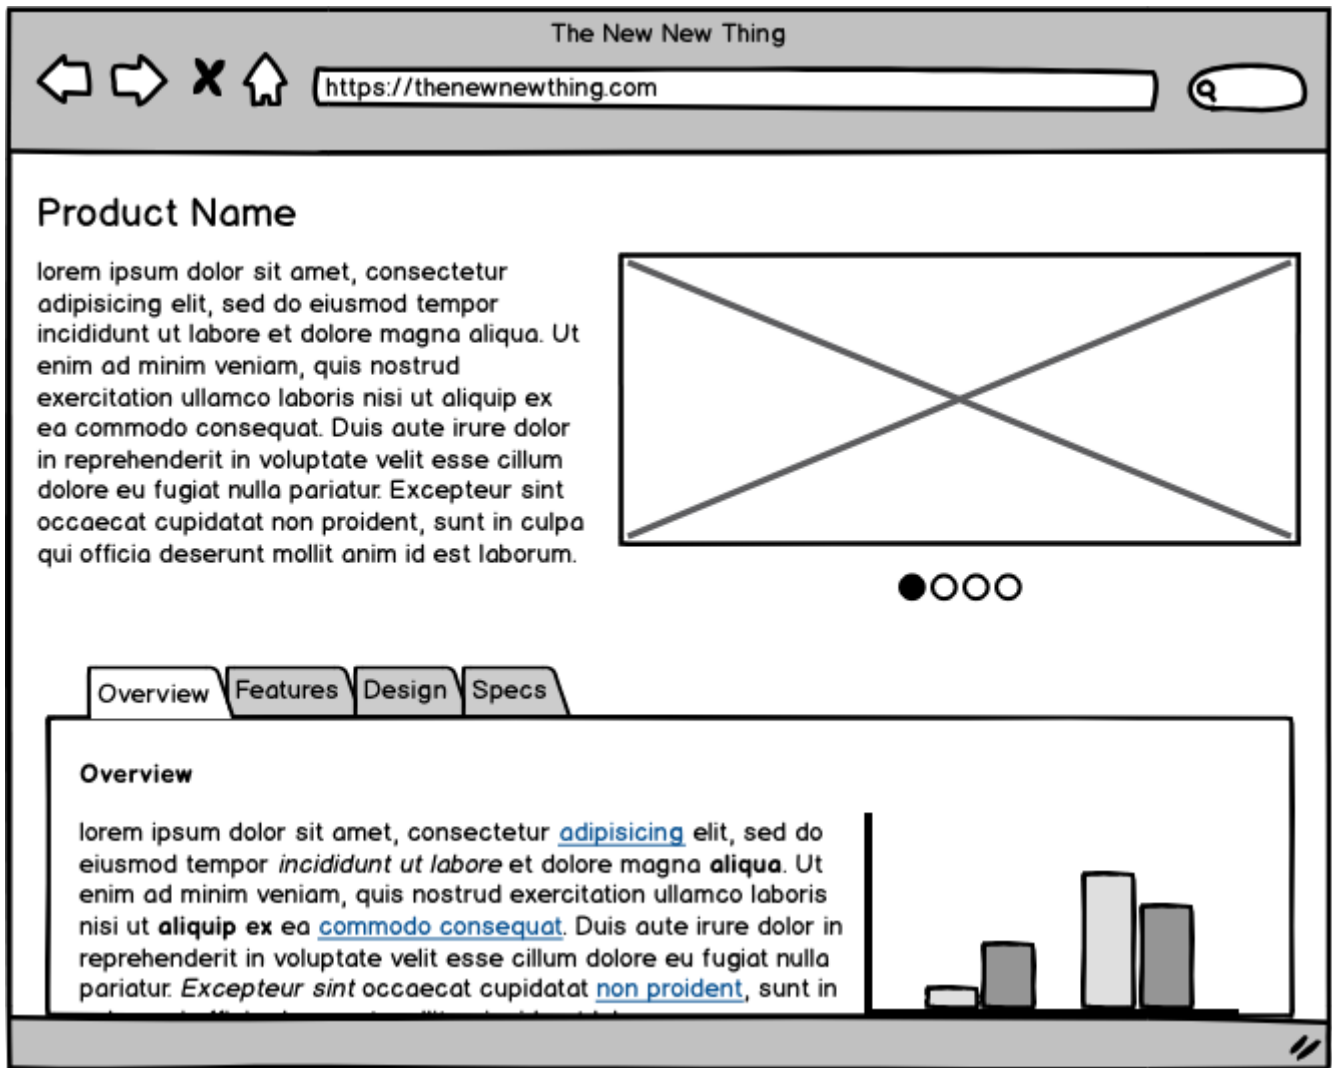 The New New Thing
https://thenewnewthing.com
Product Name
lorem ipsum dolor sit amet, consectetur
adipisicing elit, sed do eiusmod tempor
incididunt ut labore et dolore magna aliqua. Ut
enim ad minim veniam, quis nostrud
exercitation ullamco laboris nisi ut aliquip ex
ea commodo consequat. Duis aute irure dolor
in reprehenderit in voluptate velit esse cillum
dolore eu fugiat nulla pariatur. Excepteur sint
occaecat cupidatat non proident, sunt in culpa
qui officia deserunt mollit anim id est laborum.
Overview Features Design Specs
Overview
lorem ipsum dolor sit amet, consectetur adipisicing elit, sed do
eiusmod tempor incididunt ut labore et dolore magna aliqua. Ut
enim ad minim veniam, quis nostrud exercitation ullamco laboris
nisi ut aliquip ex ea commodo consequat. Duis aute irure dolor in
reprehenderit in voluptate velit esse cillum dolore eu fugiat nulla
pariatur. Excepteur sint occaecat cupidatat non proident, sunt in